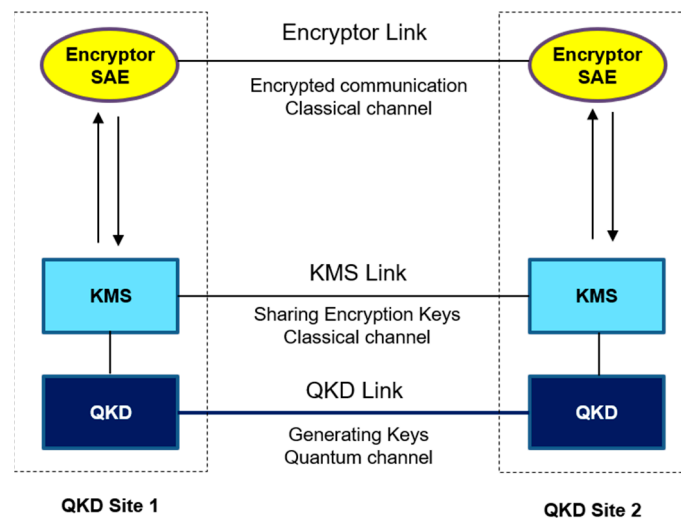 Encryptor Link
Encryptor
SAE
Encryptor
SAE
Encrypted communication
Classical channel
KMS Link
KMS
KMS
Sharing Encryption Keys
Classical channel
QKD Link
QKD
QKD
Generating Keys
Quantum channel
QKD Site 1
QKD Site 2